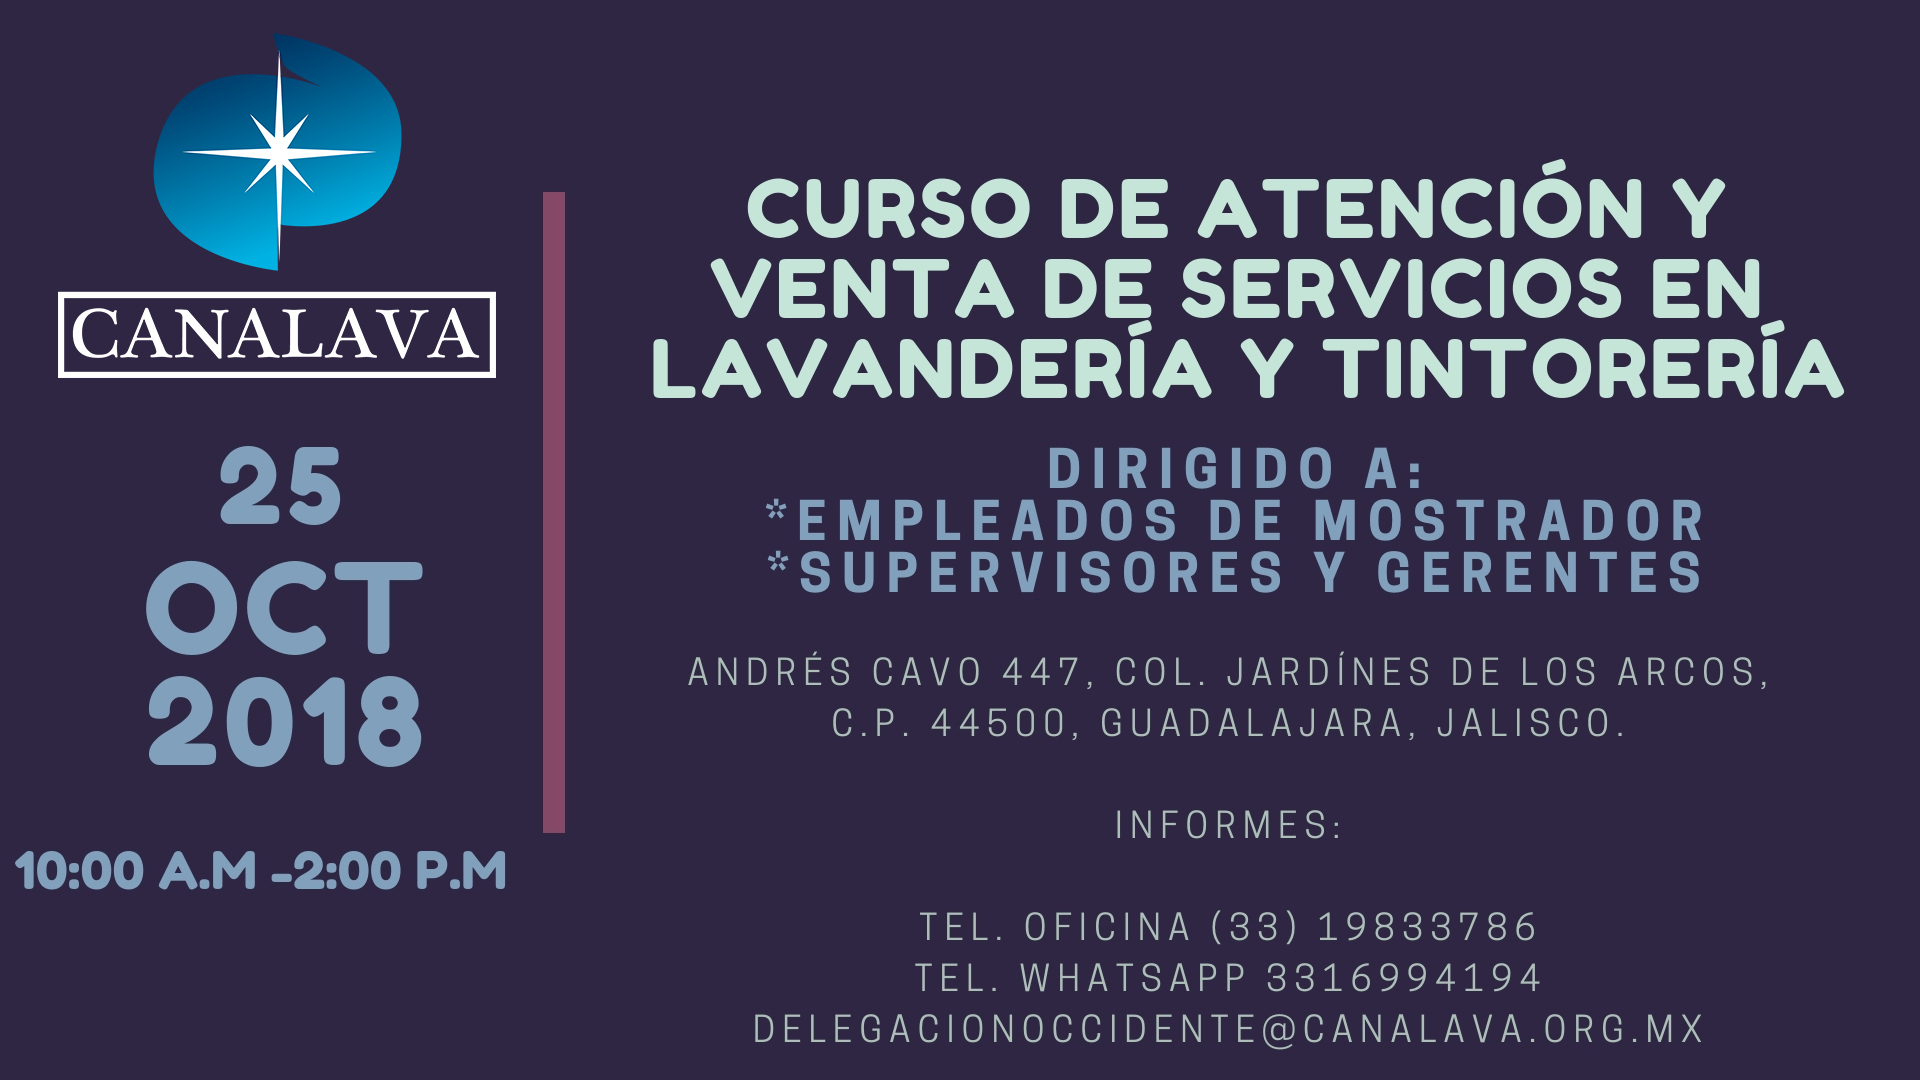 CANALAVA
25
OCT
2018
10:00 A.M -2:00 P.M
CURSO DE ATENCIÓN Y
VENTA DE SERVICIOS EN
LAVANDERÍA Y TINTORERÍA
DIRIGIDO A:
*EMPLEADOS DE MOSTRADOR
*SUPERVISORES Y GERENTES
ANDRÉS CAVO 447, COL. JARDÍNES DE LOS ARCOS,
C.P. 44500, GUADALAJARA, JALISCO.
INFORMES:
TEL. OFICINA (33) 19833786
TEL. WHATSAPP 3316994194
DELEGACIONOCCIDENTE@CANALAVA.ORG.MX